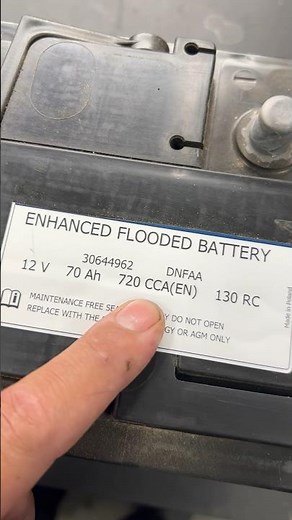 ENHANCED FLOODED BATTERY
30644962 DNFAA
12 V 70 Ah 720 CCA(EN) 130 RC
MAINTENANCE FREE DO NOT OPEN
REPLACE WITH THE OR AGM ONLY
Made in Poland